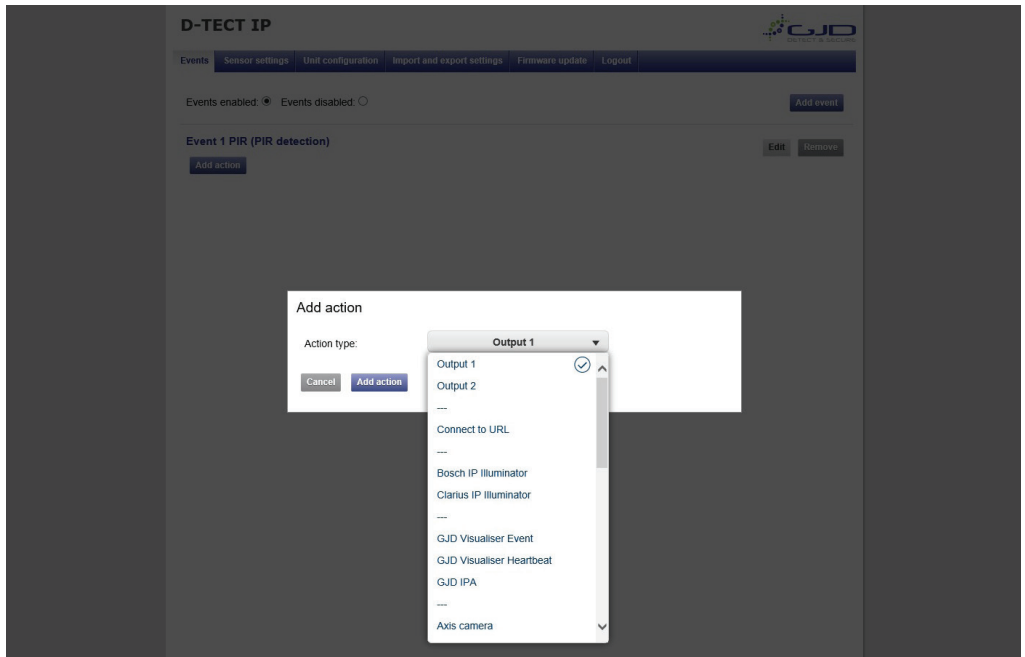 D-TECT IP
GJD
DETECT & SECURE
Events Sensor settings Unit configuration Import and export settings Firmware update Logout
Events enabled: Events disabled: Add event
Event 1 PIR (PIR detection)
Edit Remove
Add action
Add action
Action type: Output 1
Output 1
Cancel Add action
Output 2
---
Connect to URL
---
Bosch IP Illuminator
Clarius IP Illuminator
---
GJD Visualiser Event
GJD Visualiser Heartbeat
GJD IPA
---
Axis camera